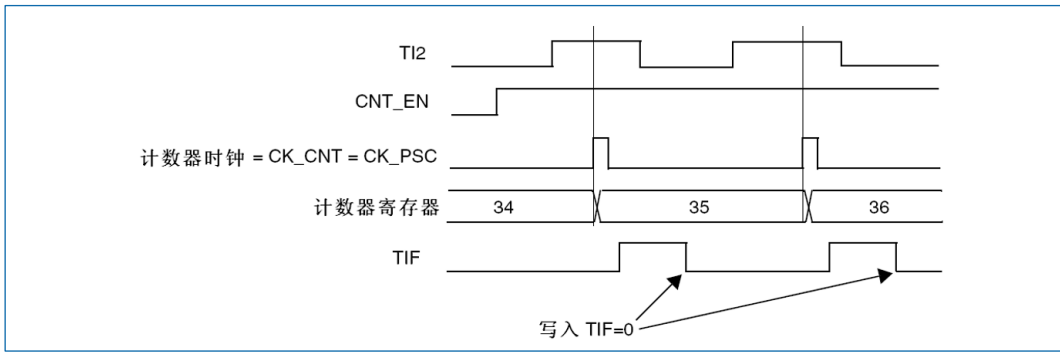 TI2
CNT_EN
计数器时钟 = CK_CNT = CK_PSC
计数器寄存器 34 35 36
TIF
写入 TIF=0